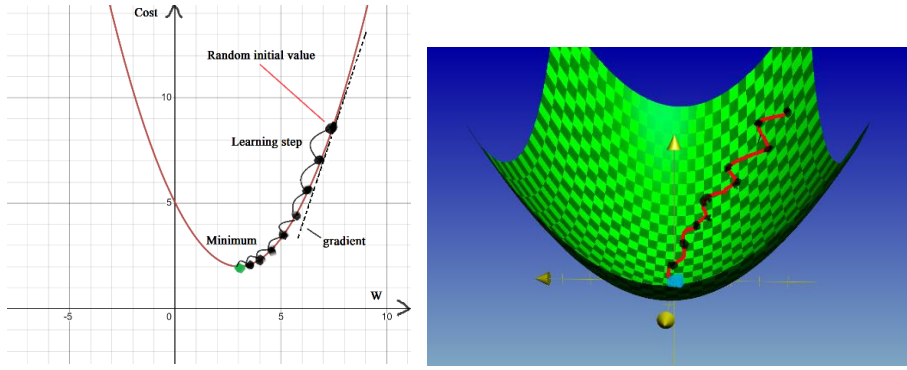 Cost
Random initial value
10
Learning step
5
Minimum
gradient
W
-5
0
5
10